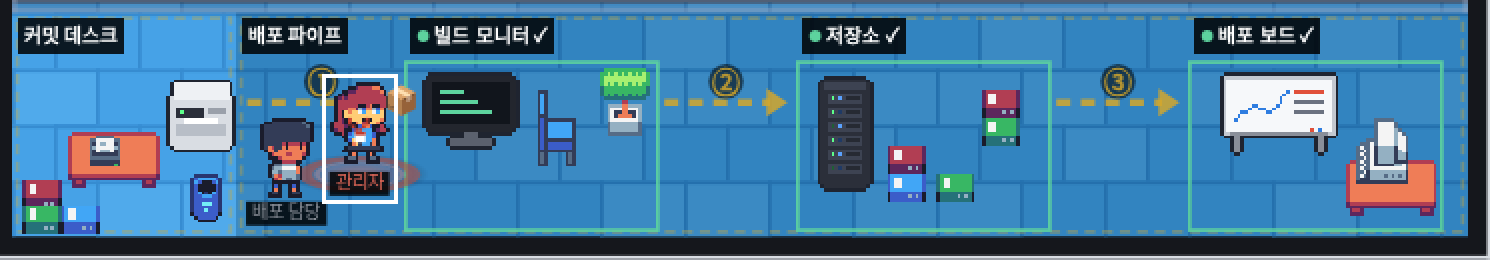 커밋 데스크
배포 파이프
빌드 모니터 ✓
저장소 ✓
배포 보드 ✓
①
②
③
관리자
배포 담당